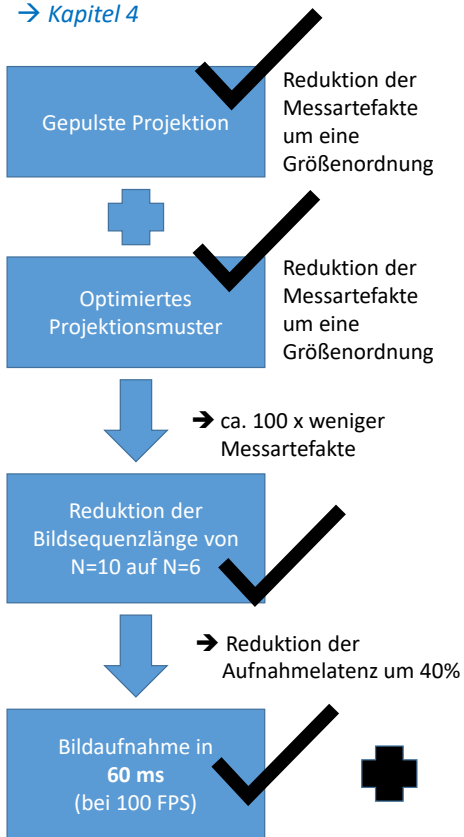 → Kapitel 4
Gepulste Projektion
Reduktion der
Messartefakte
um eine
Größenordnung
Optimiertes
Projektionsmuster
Reduktion der
Messartefakte
um eine
Größenordnung
→ ca. 100 x weniger
Messartefakte
Reduktion der
Bildsequenzlänge von
N=10 auf N=6
→ Reduktion der
Aufnahmelatenz um 40%
Bildaufnahme in
60 ms
(bei 100 FPS)